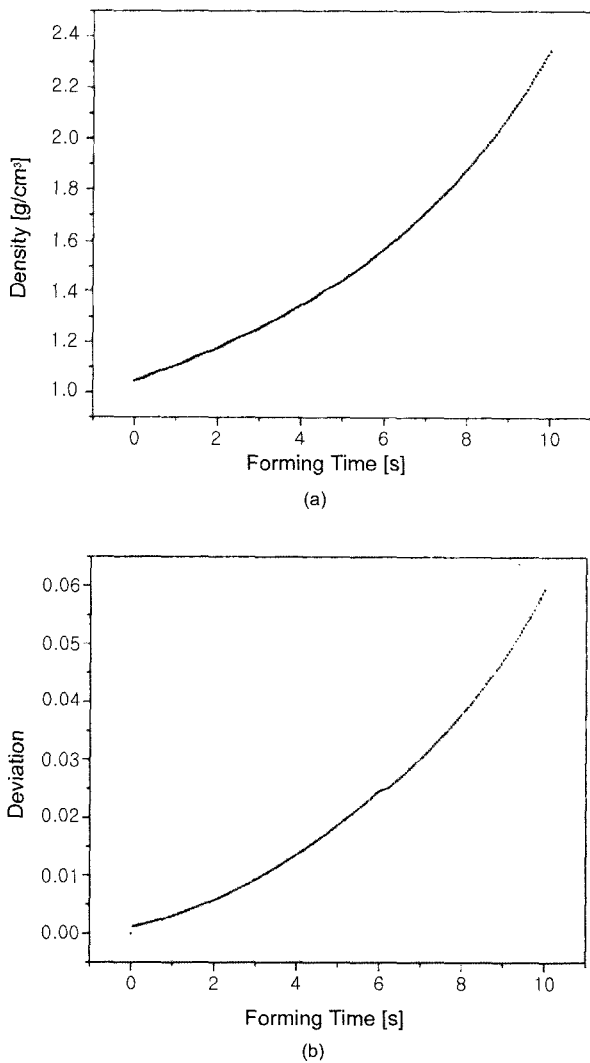 2.4
2.2
2.0
1.8
1.6
1.4
1.2
1.0
Density [g/cm³]
0 2 4 6 8 10
Forming Time [s]
(a)
0.06
0.05
0.04
0.03
0.02
0.01
0.00
Deviation
0 2 4 6 8 10
Forming Time [s]
(b)